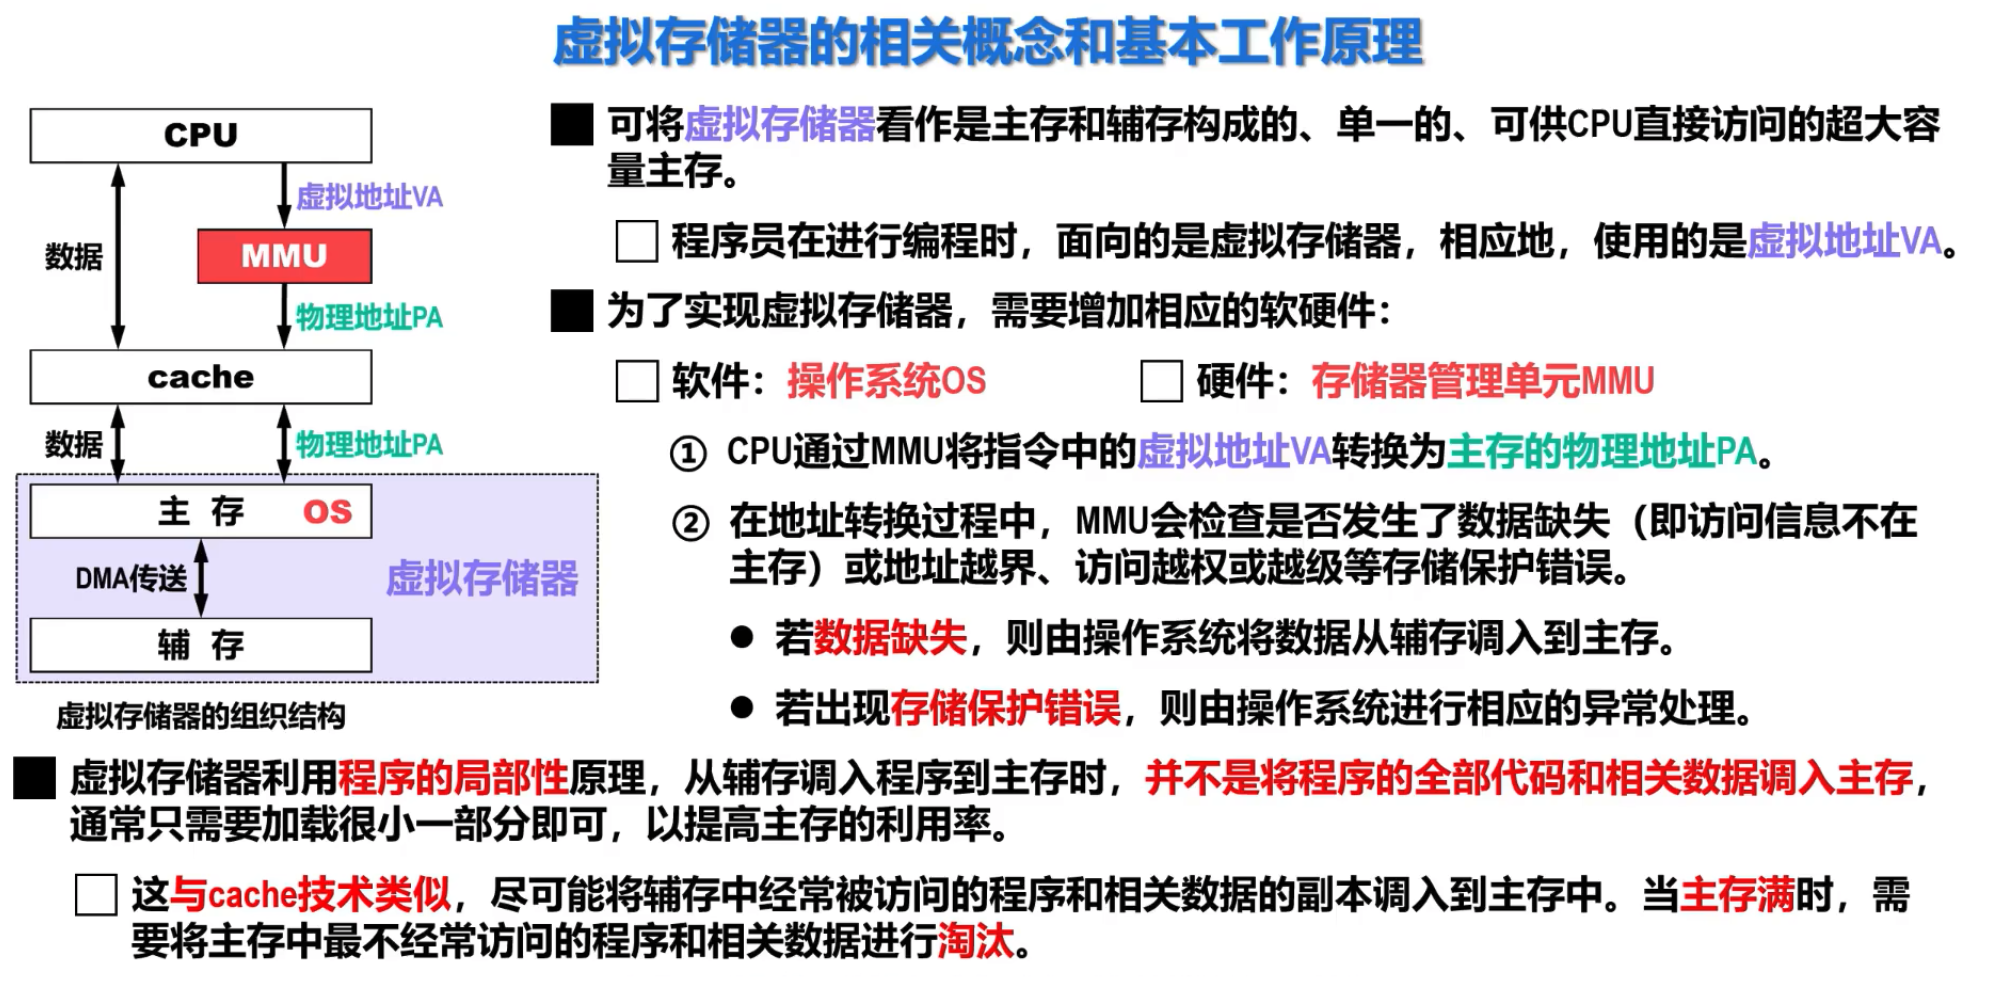 虚拟存储器的相关概念和基本工作原理
CPU
虚拟地址VA
数据
MMU
物理地址PA
cache
数据
物理地址PA
主 存 OS
DMA传送
虚拟存储器
辅 存
虚拟存储器的组织结构
可将虚拟存储器看作是主存和辅存构成的、单一的、可供CPU直接访问的超大容
量主存。
程序员在进行编程时，面向的是虚拟存储器，相应地，使用的是虚拟地址VA。
为了实现虚拟存储器，需要增加相应的软硬件：
软件：操作系统OS
硬件：存储器管理单元MMU
① CPU通过MMU将指令中的虚拟地址VA转换为主存的物理地址PA。
② 在地址转换过程中，MMU会检查是否发生了数据缺失（即访问信息不在
主存）或地址越界、访问越权或越级等存储保护错误。
● 若数据缺失，则由操作系统将数据从辅存调入到主存。
● 若出现存储保护错误，则由操作系统进行相应的异常处理。
虚拟存储器利用程序的局部性原理，从辅存调入程序到主存时，并不是将程序的全部代码和相关数据调入主存，
通常只需要加载很小一部分即可，以提高主存的利用率。
这与cache技术类似，尽可能将辅存中经常被访问的程序和相关数据的副本调入到主存中。当主存满时，需
要将主存中最不经常访问的程序和相关数据进行淘汰。